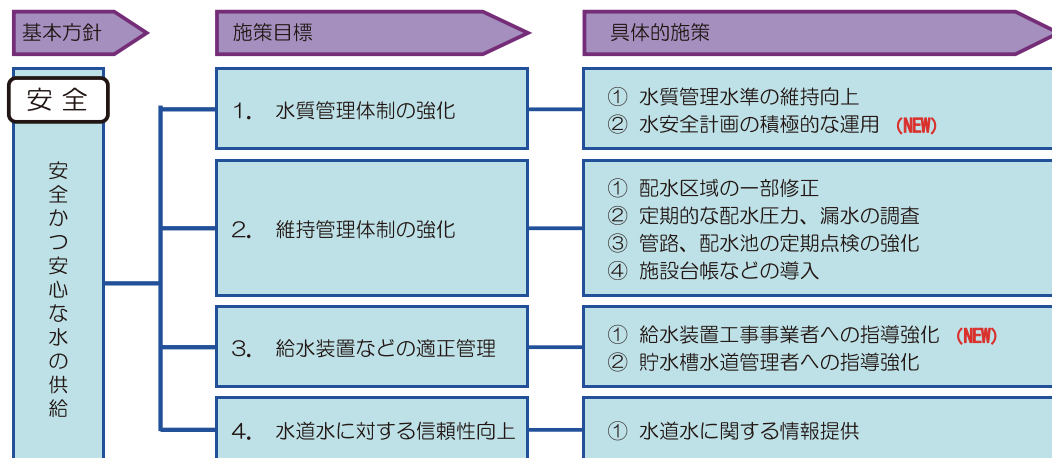 基本方針
施策目標
具体的施策
安全
安全かつ安心な水の供給
1. 水質管理体制の強化
① 水質管理水準の維持向上
② 水安全計画の積極的な運用 (NEW)
2. 維持管理体制の強化
① 配水区域の一部修正
② 定期的な配水圧力、漏水の調査
③ 管路、配水池の定期点検の強化
④ 施設台帳などの導入
3. 給水装置などの適正管理
① 給水装置工事事業者への指導強化 (NEW)
② 貯水槽水道管理者への指導強化
4. 水道水に対する信頼性向上
① 水道水に関する情報提供